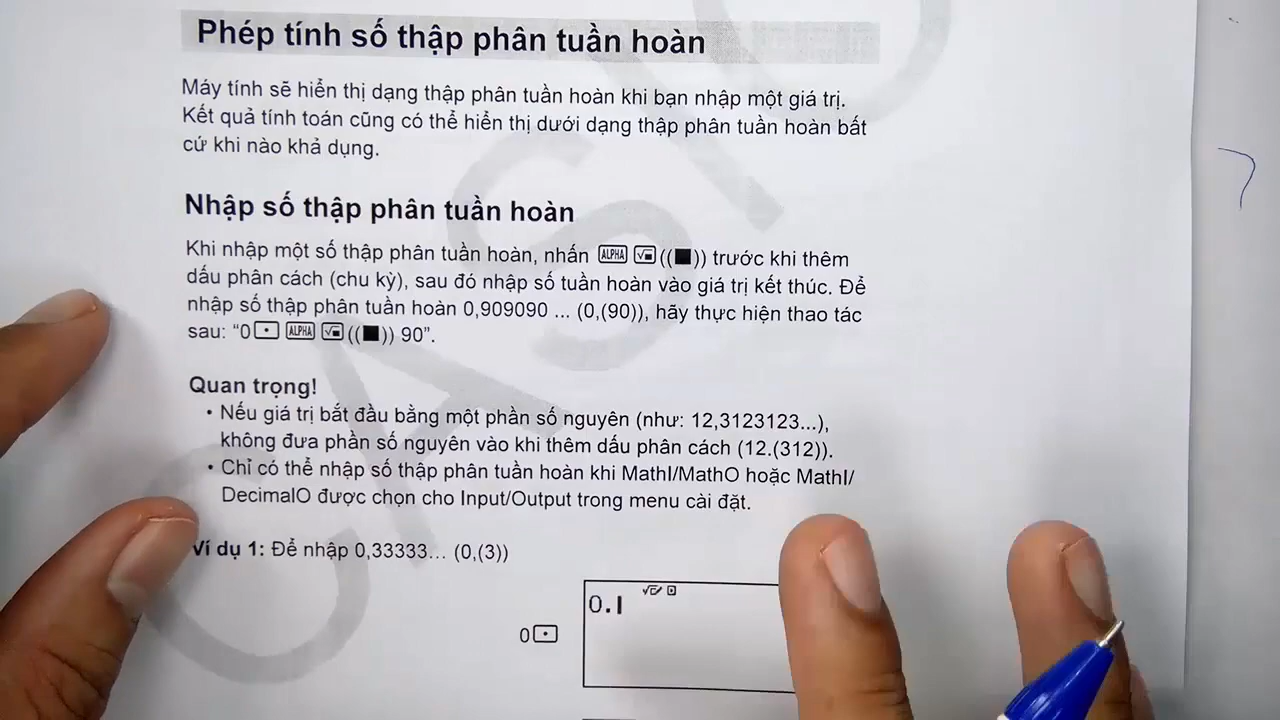 Phép tính số thập phân tuần hoàn
Máy tính sẽ hiển thị dạng thập phân tuần hoàn khi bạn nhập một giá trị.
Kết quả tính toán cũng có thể hiển thị dưới dạng thập phân tuần hoàn bất
cứ khi nào khả dụng.
Nhập số thập phân tuần hoàn
Khi nhập một số thập phân tuần hoàn, nhấn ALPHA √■ ((■)) trước khi thêm
dấu phân cách (chu kỳ), sau đó nhập số tuần hoàn vào giá trị kết thúc. Để
nhập số thập phân tuần hoàn 0,909090 ... (0,(90)), hãy thực hiện thao tác
sau: “0 • ALPHA √■ ((■)) 90”.
Quan trọng!
• Nếu giá trị bắt đầu bằng một phần số nguyên (như: 12,3123123...),
không đưa phần số nguyên vào khi thêm dấu phân cách (12.(312)).
• Chỉ có thể nhập số thập phân tuần hoàn khi MathI/MathO hoặc MathI/
DecimalO được chọn cho Input/Output trong menu cài đặt.
Ví dụ 1: Để nhập 0,33333... (0,(3))
0.
0 •
CASIO